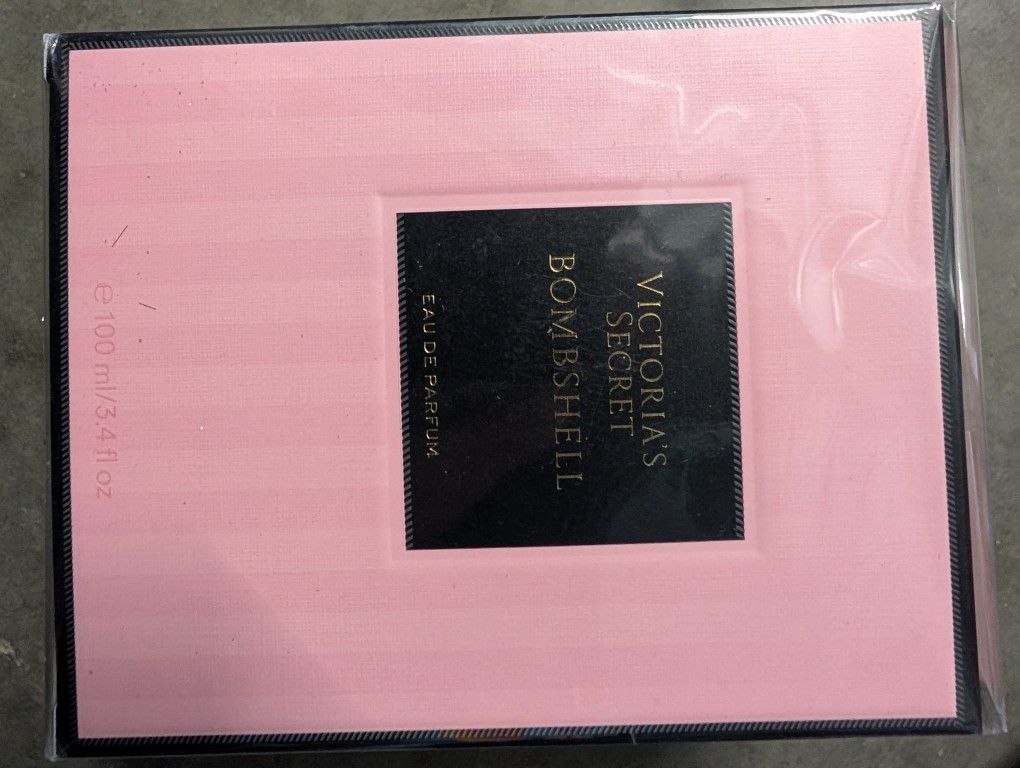 VICTORIA'S
SECRET
BOMBSHELL
EAU DE PARFUM
℮100 ml/3.4 fl oz